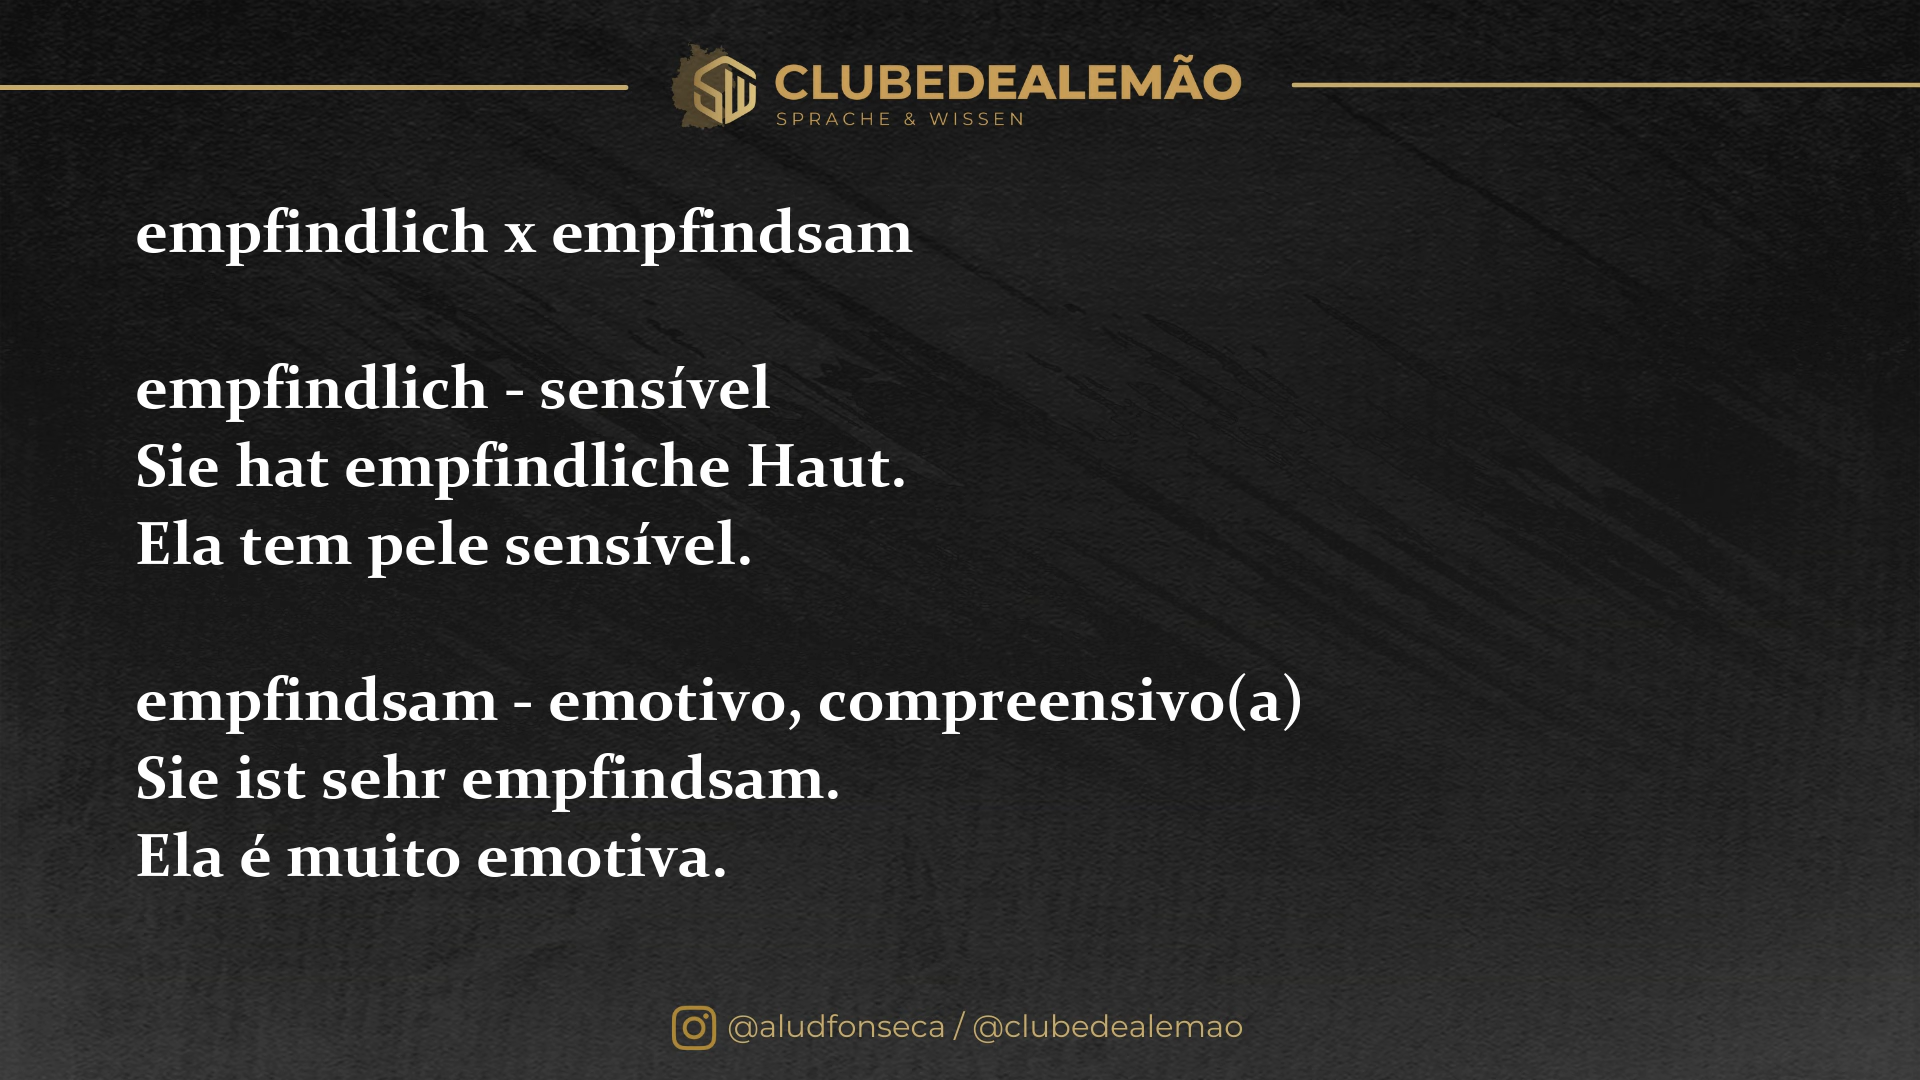 CLUBEDEALEMÃO
SPRACHE & WISSEN
empfindlich x empfindsam
empfindlich - sensível
Sie hat empfindliche Haut.
Ela tem pele sensível.
empfindsam - emotivo, compreensivo(a)
Sie ist sehr empfindsam.
Ela é muito emotiva.
@aludfonseca / @clubedealemao